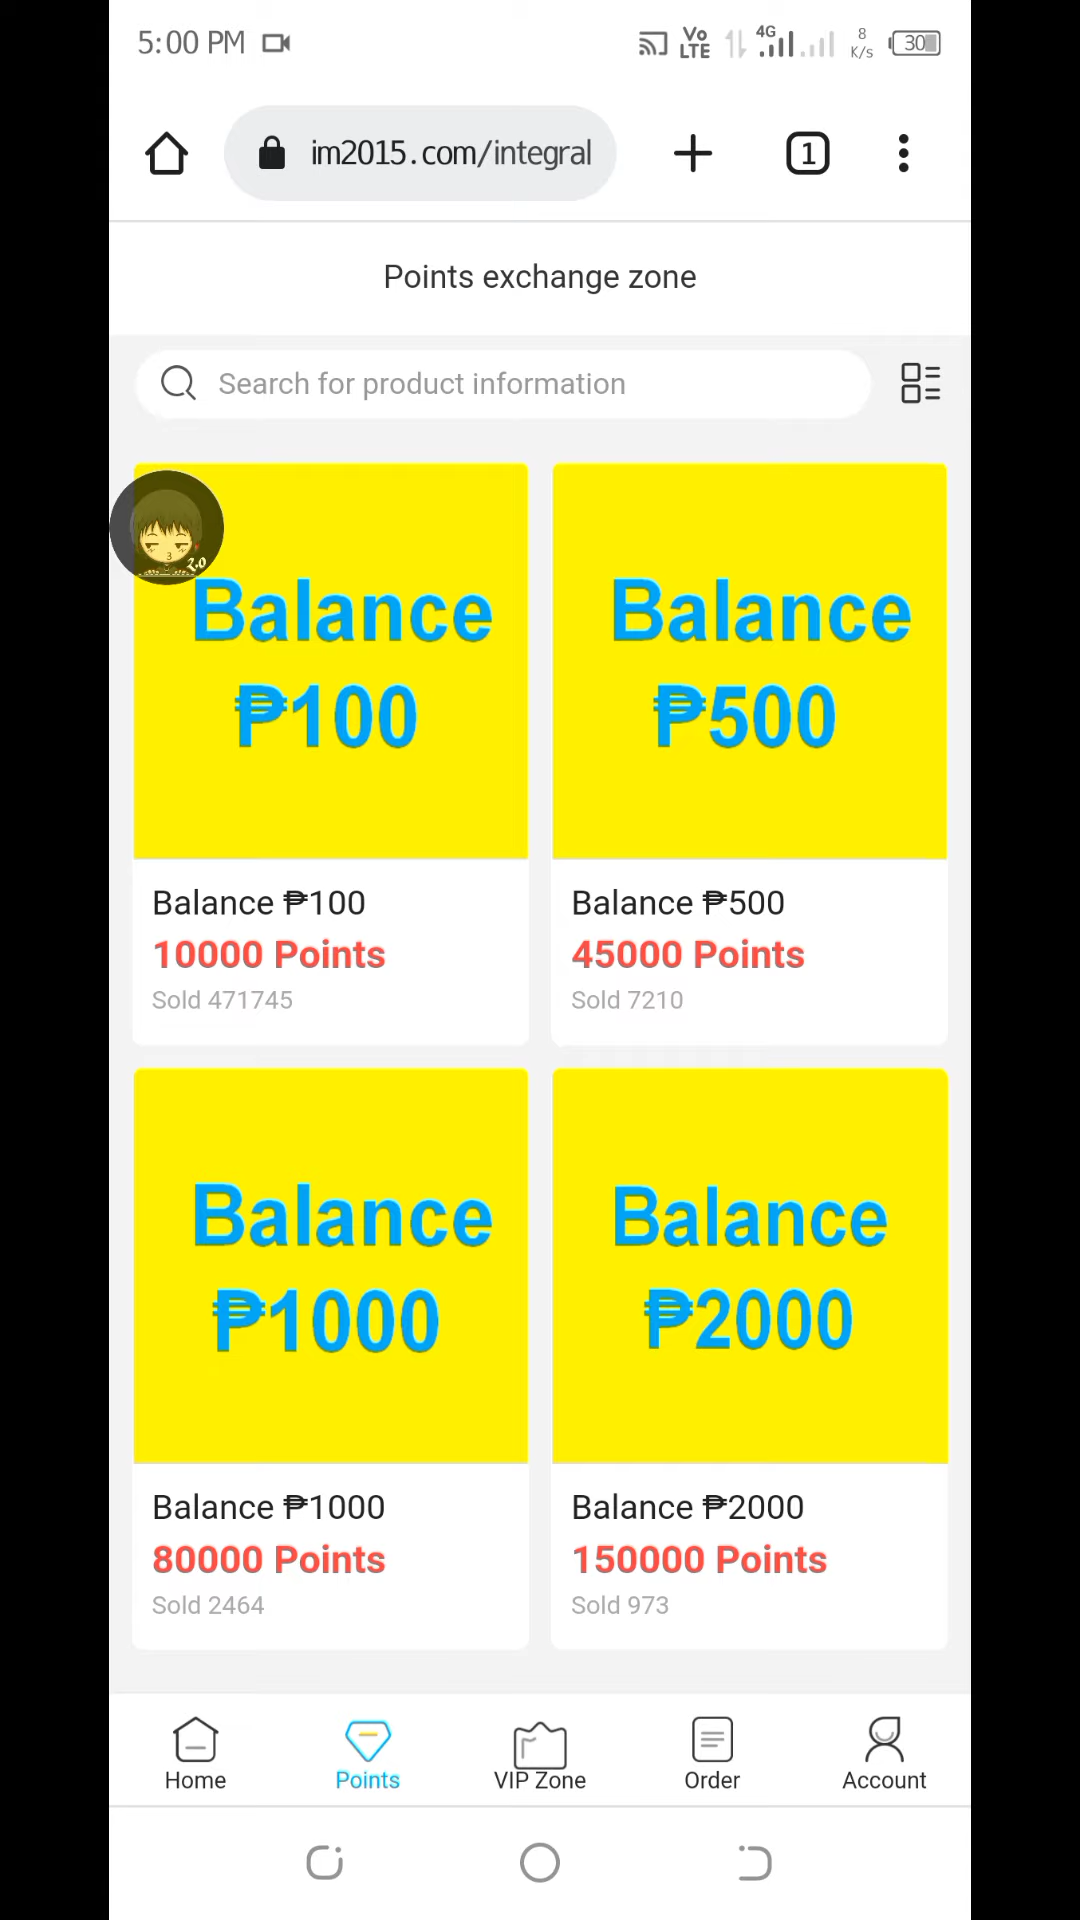 5:00 PM
Vo LTE 4G 8 K/s 30
im2015.com/integral
1
Points exchange zone
Search for product information
2.0
Balance ₱100
Balance ₱500
Balance ₱100
Balance ₱500
10000 Points
45000 Points
Sold 471745
Sold 7210
Balance ₱1000
Balance ₱2000
Balance ₱1000
Balance ₱2000
80000 Points
150000 Points
Sold 2464
Sold 973
Home
Points
VIP Zone
Order
Account